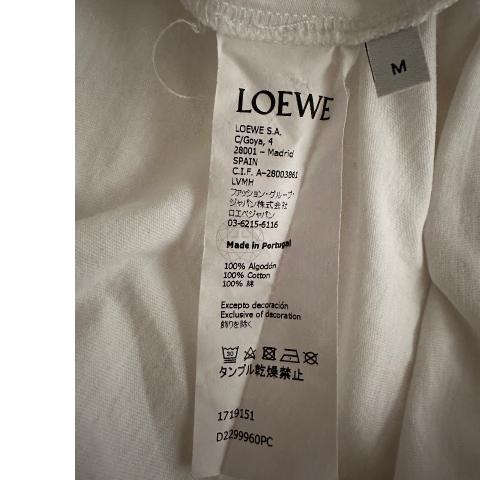 M
LOEWE
LOEWE S.A.
C/Goya, 4
28001 - Madrid
SPAIN
C.I.F. A-28003861
LVMH
ファッション・グループ・
ジャパン株式会社
ロエベジャパン
03-6215-6116
Made in Portugal
100% Algodón
100% Cotton
100% 綿
Excepto decoración
Exclusive of decoration
飾りを除く
30
タンブル乾燥禁止
1719151
D2299960PC